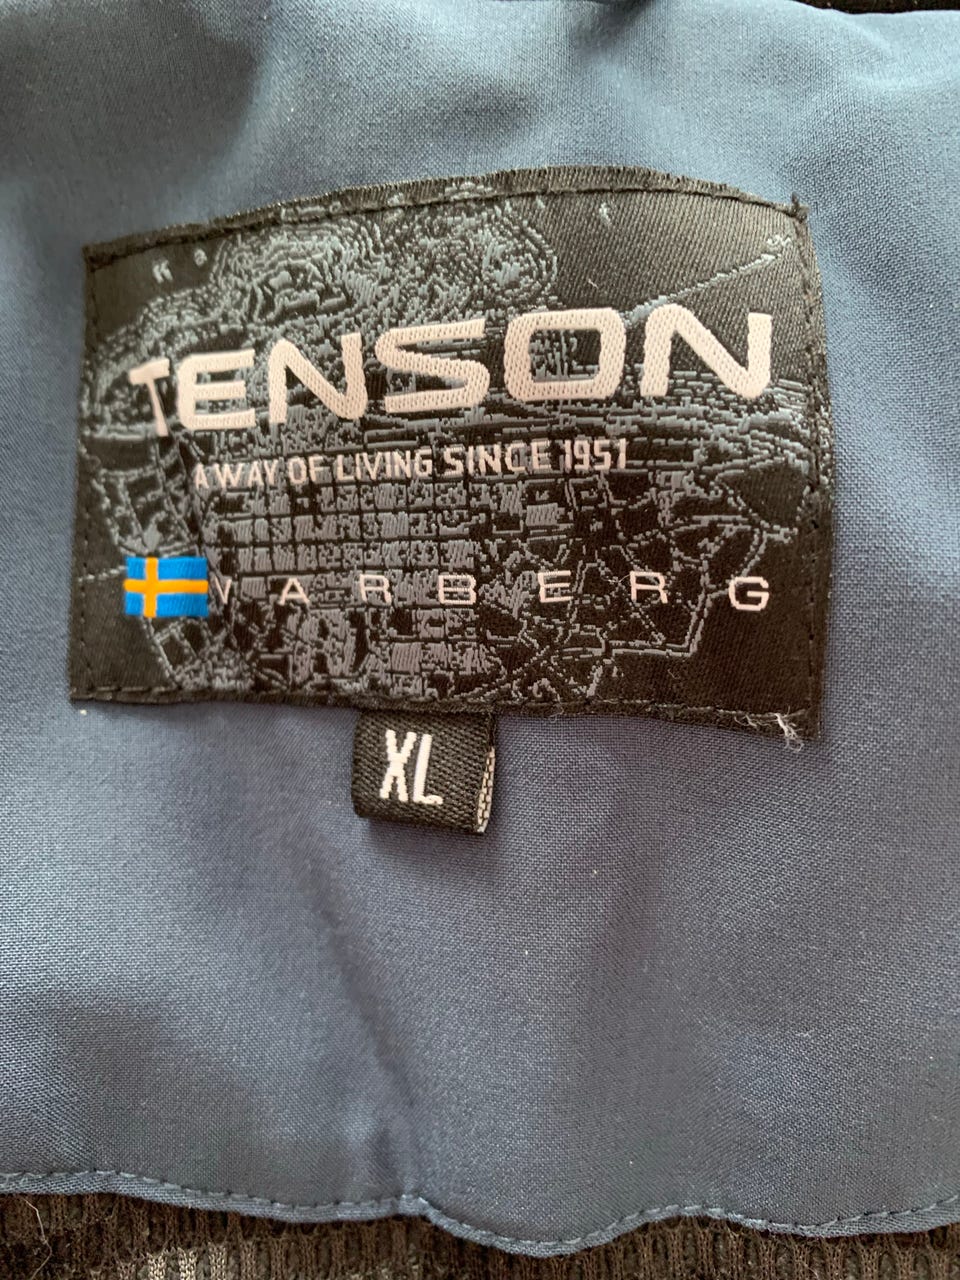 TENSON
A WAY OF LIVING SINCE 1951
VARBERG
XL